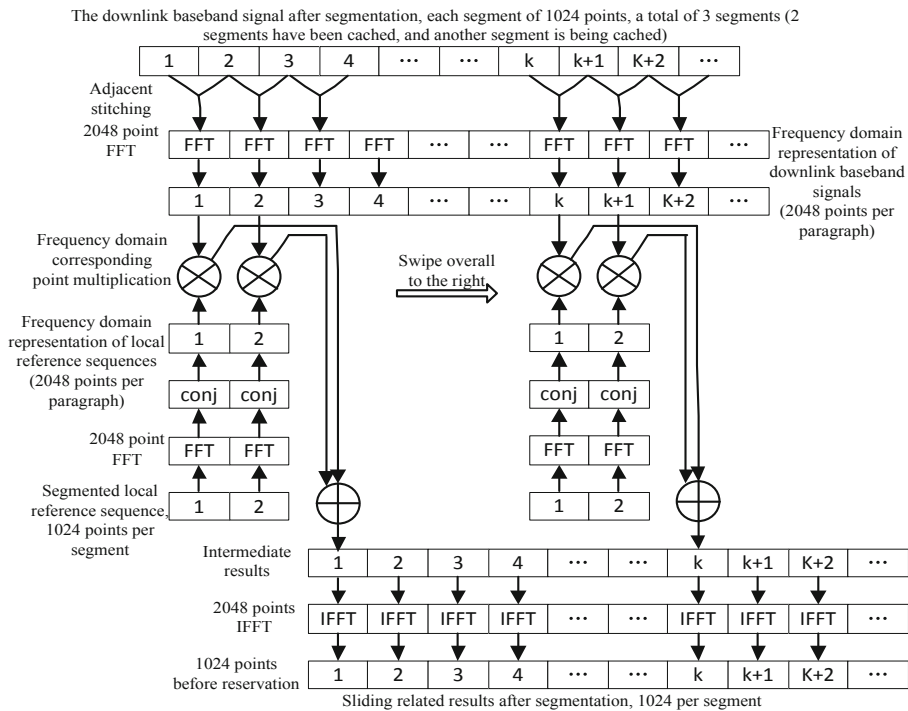 The downlink baseband signal after segmentation, each segment of 1024 points, a total of 3 segments (2
segments have been cached, and another segment is being cached)
1 2 3 4 ... ... k k+1 K+2 ...
Adjacent
stitching
2048 point
FFT
FFT FFT FFT FFT ... ... FFT FFT FFT ...
Frequency domain
representation of
downlink baseband
signals
(2048 points per
paragraph)
1 2 3 4 ... ... k k+1 K+2 ...
Frequency domain
corresponding
point multiplication
Swipe overall
to the right
Frequency domain
representation of local
reference sequences
(2048 points per
paragraph)
1 2 1 2
conj conj conj conj
2048 point
FFT
FFT FFT FFT FFT
Segmented local
reference sequence,
1024 points per
segment
1 2 1 2
Intermediate
results
1 2 3 4 ... ... k k+1 K+2 ...
2048 points
IFFT
IFFT IFFT IFFT IFFT ... ... IFFT IFFT IFFT ...
1024 points
before reservation
1 2 3 4 ... ... k k+1 K+2 ...
Sliding related results after segmentation, 1024 per segment